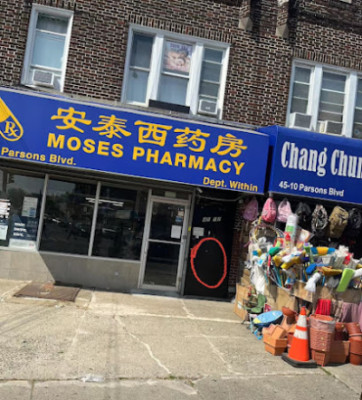 安泰西药房
Rx
MOSES PHARMACY
Parsons Blvd.
Dept. Within
Chang Chun
45-10 Parsons Blvd